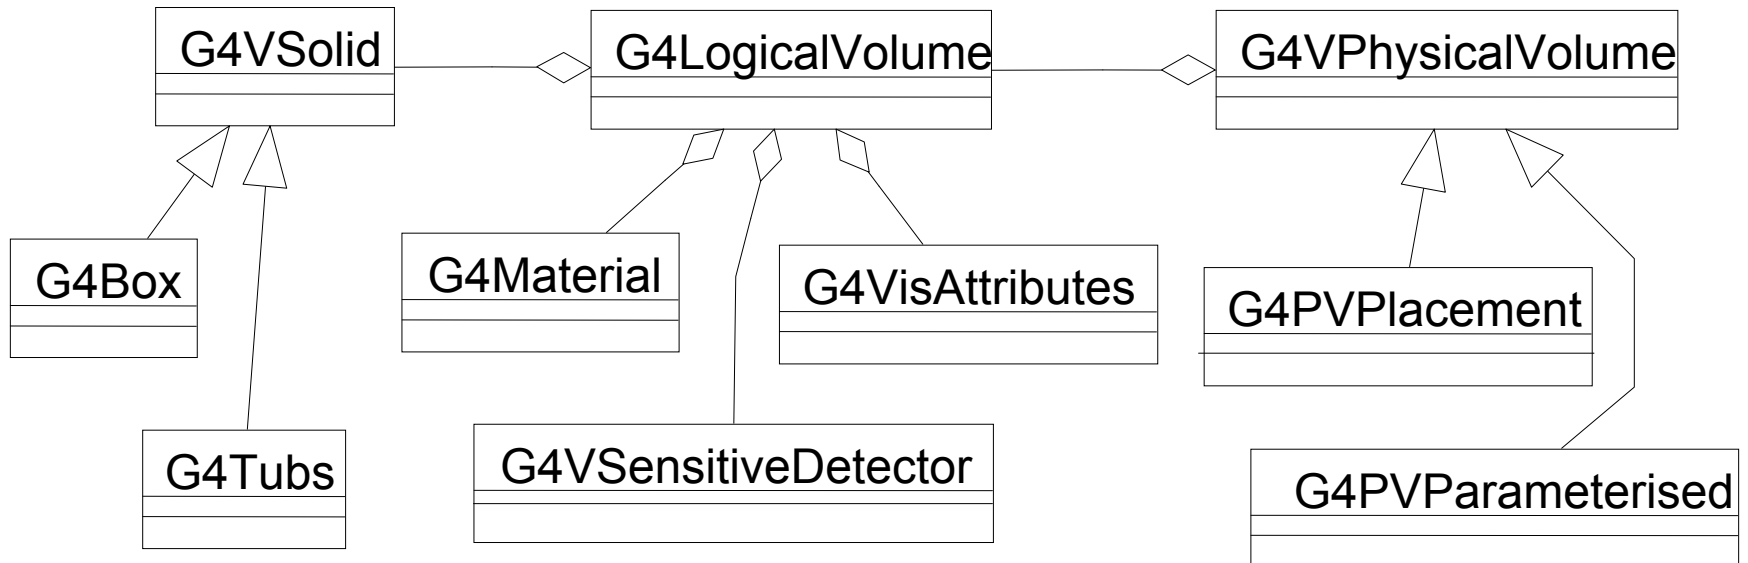 G4VSolid
G4LogicalVolume
G4VPhysicalVolume
G4Box
G4Material
G4VisAttributes
G4PVPlacement
G4Tubs
G4VSensitiveDetector
G4PVParameterised